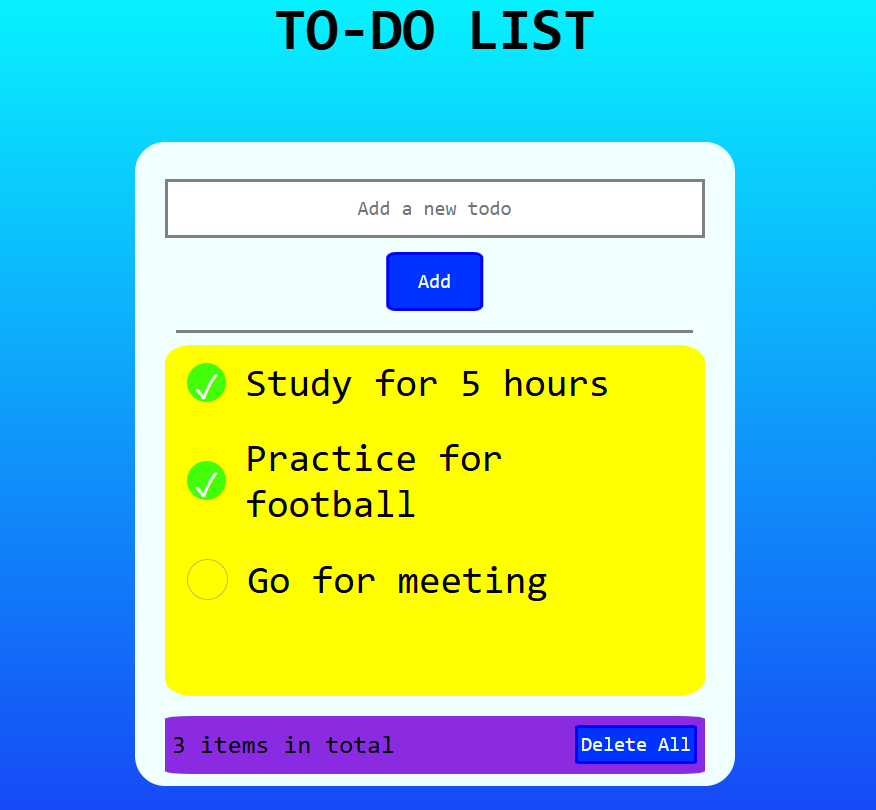 TO-DO LIST
Add a new todo
Add
Study for 5 hours
Practice for
football
Go for meeting
3 items in total
Delete All